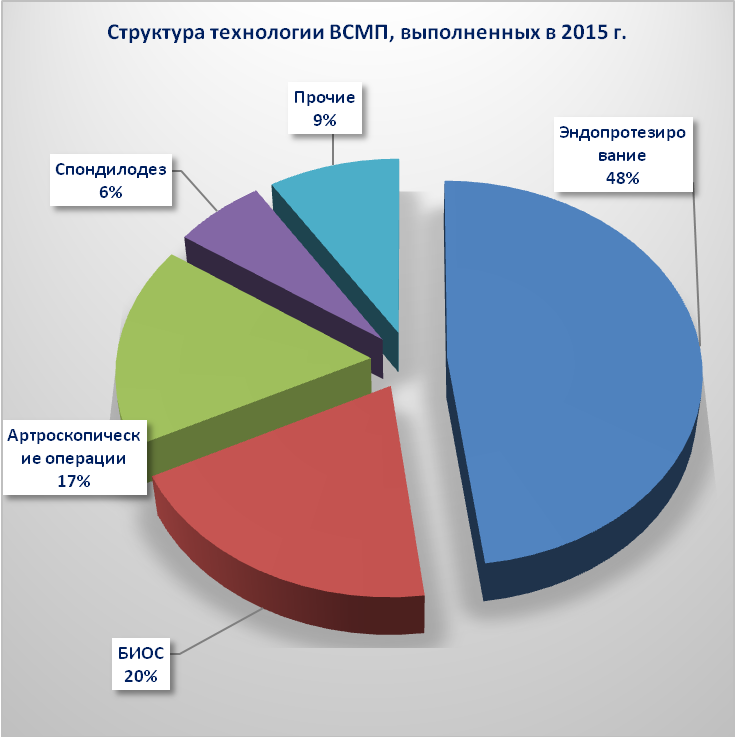 Структура технологии ВСМП, выполненных в 2015 г.
Прочие
9%
Эндопротезиро
вание
48%
Спондилодез
6%
Артроскопическ
ие операции
17%
БИОС
20%